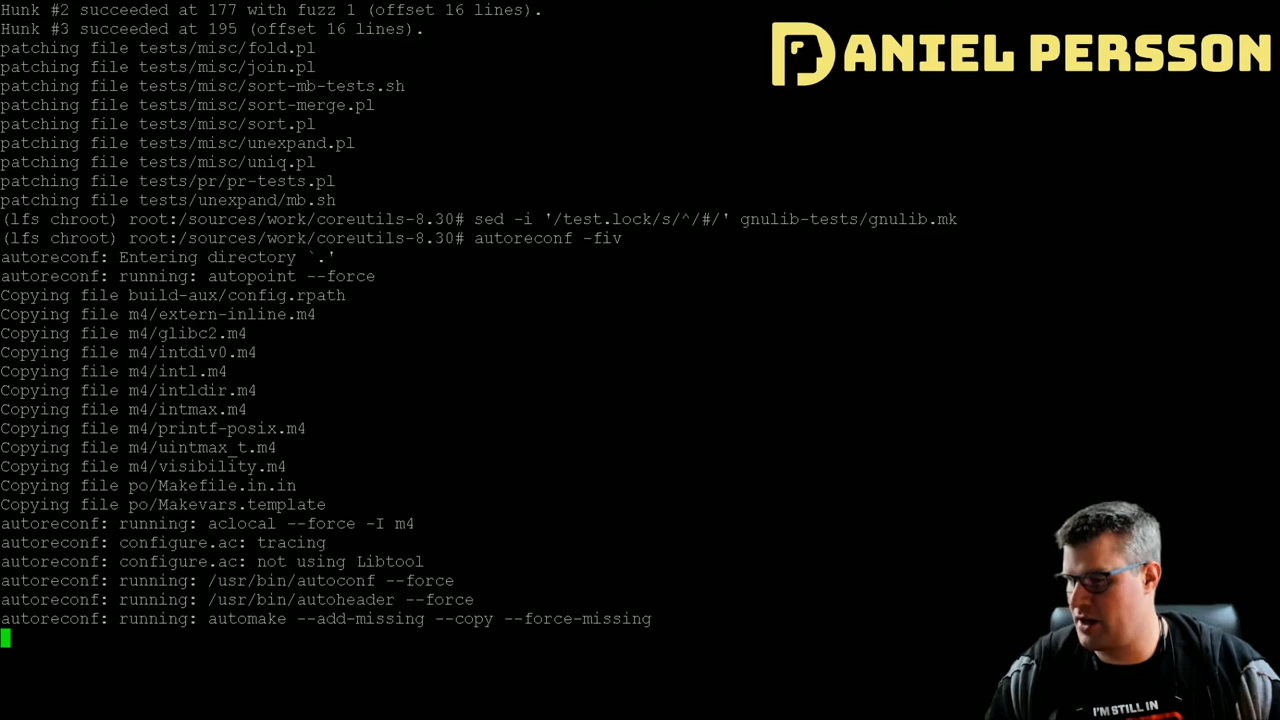 Hunk #2 succeeded at 177 with fuzz 1 (offset 16 lines).
Hunk #3 succeeded at 195 (offset 16 lines).
patching file tests/misc/fold.pl
patching file tests/misc/join.pl
patching file tests/misc/sort-mb-tests.sh
patching file tests/misc/sort-merge.pl
patching file tests/misc/sort.pl
patching file tests/misc/unexpand.pl
patching file tests/misc/uniq.pl
patching file tests/pr/pr-tests.pl
patching file tests/unexpand/mb.sh
(lfs chroot) root:/sources/work/coreutils-8.30# sed -i '/test.lock/s/^/#/' gnulib-tests/gnulib.mk
(lfs chroot) root:/sources/work/coreutils-8.30# autoreconf -fiv
autoreconf: Entering directory `.'
autoreconf: running: autopoint --force
Copying file build-aux/config.rpath
Copying file m4/extern-inline.m4
Copying file m4/glibc2.m4
Copying file m4/intdiv0.m4
Copying file m4/intl.m4
Copying file m4/intldir.m4
Copying file m4/intmax.m4
Copying file m4/printf-posix.m4
Copying file m4/uintmax_t.m4
Copying file m4/visibility.m4
Copying file po/Makefile.in.in
Copying file po/Makevars.template
autoreconf: running: aclocal --force -I m4
autoreconf: configure.ac: tracing
autoreconf: configure.ac: not using Libtool
autoreconf: running: /usr/bin/autoconf --force
autoreconf: running: /usr/bin/autoheader --force
autoreconf: running: automake --add-missing --copy --force-missing
DANIEL PERSSON
I'M STILL IN